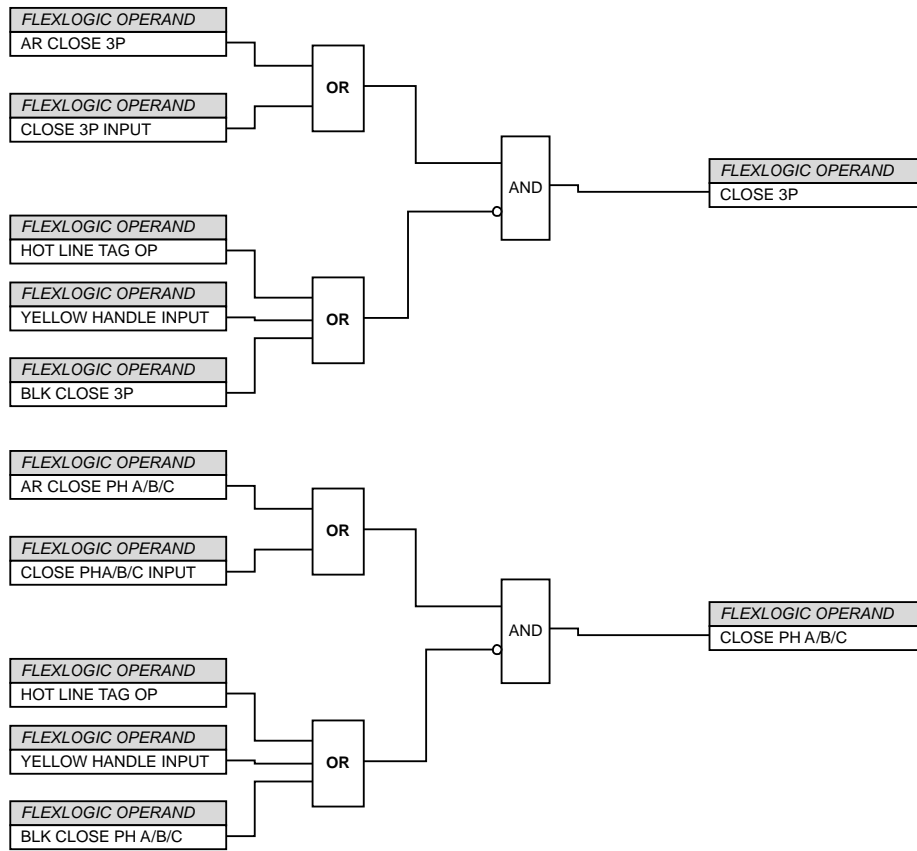 FLEXLOGIC OPERAND
AR CLOSE 3P
OR
FLEXLOGIC OPERAND
CLOSE 3P INPUT
AND
FLEXLOGIC OPERAND
CLOSE 3P
FLEXLOGIC OPERAND
HOT LINE TAG OP
FLEXLOGIC OPERAND
YELLOW HANDLE INPUT
OR
FLEXLOGIC OPERAND
BLK CLOSE 3P
FLEXLOGIC OPERAND
AR CLOSE PH A/B/C
OR
FLEXLOGIC OPERAND
CLOSE PHA/B/C INPUT
AND
FLEXLOGIC OPERAND
CLOSE PH A/B/C
FLEXLOGIC OPERAND
HOT LINE TAG OP
FLEXLOGIC OPERAND
YELLOW HANDLE INPUT
OR
FLEXLOGIC OPERAND
BLK CLOSE PH A/B/C